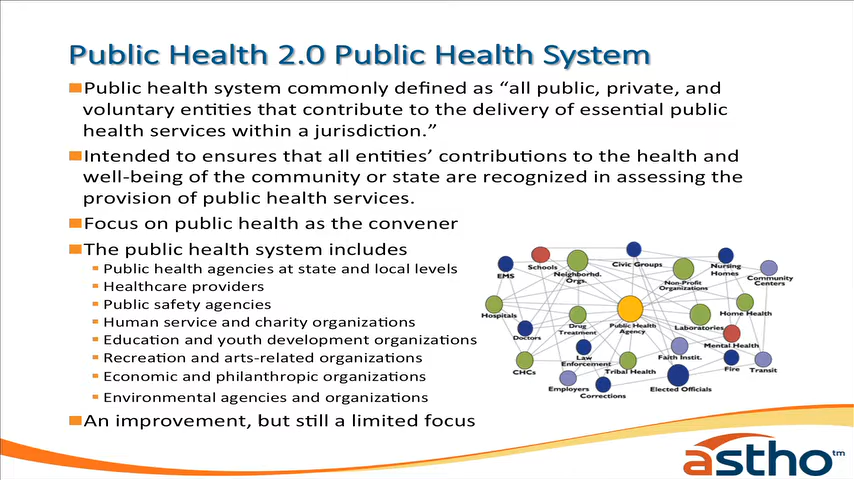 Public Health 2.0 Public Health System
Public health system commonly defined as “all public, private, and
voluntary entities that contribute to the delivery of essential public
health services within a jurisdiction.”
Intended to ensures that all entities’ contributions to the health and
well-being of the community or state are recognized in assessing the
provision of public health services.
Focus on public health as the convener
The public health system includes
Public health agencies at state and local levels
Healthcare providers
Public safety agencies
Human service and charity organizations
Education and youth development organizations
Recreation and arts-related organizations
Economic and philanthropic organizations
Environmental agencies and organizations
An improvement, but still a limited focus
EMS
Schools
Neighborhd.
Orgs.
Civic Groups
Non-Profit
Organizations
Nursing
Homes
Community
Centers
Hospitals
Doctors
Drug
Treatment
Public Health
Agency
Laboratories
Home Health
Mental Health
CHCs
Law
Enforcement
Tribal Health
Faith Instit.
Fire
Transit
Employers
Corrections
Elected Officials
astho™